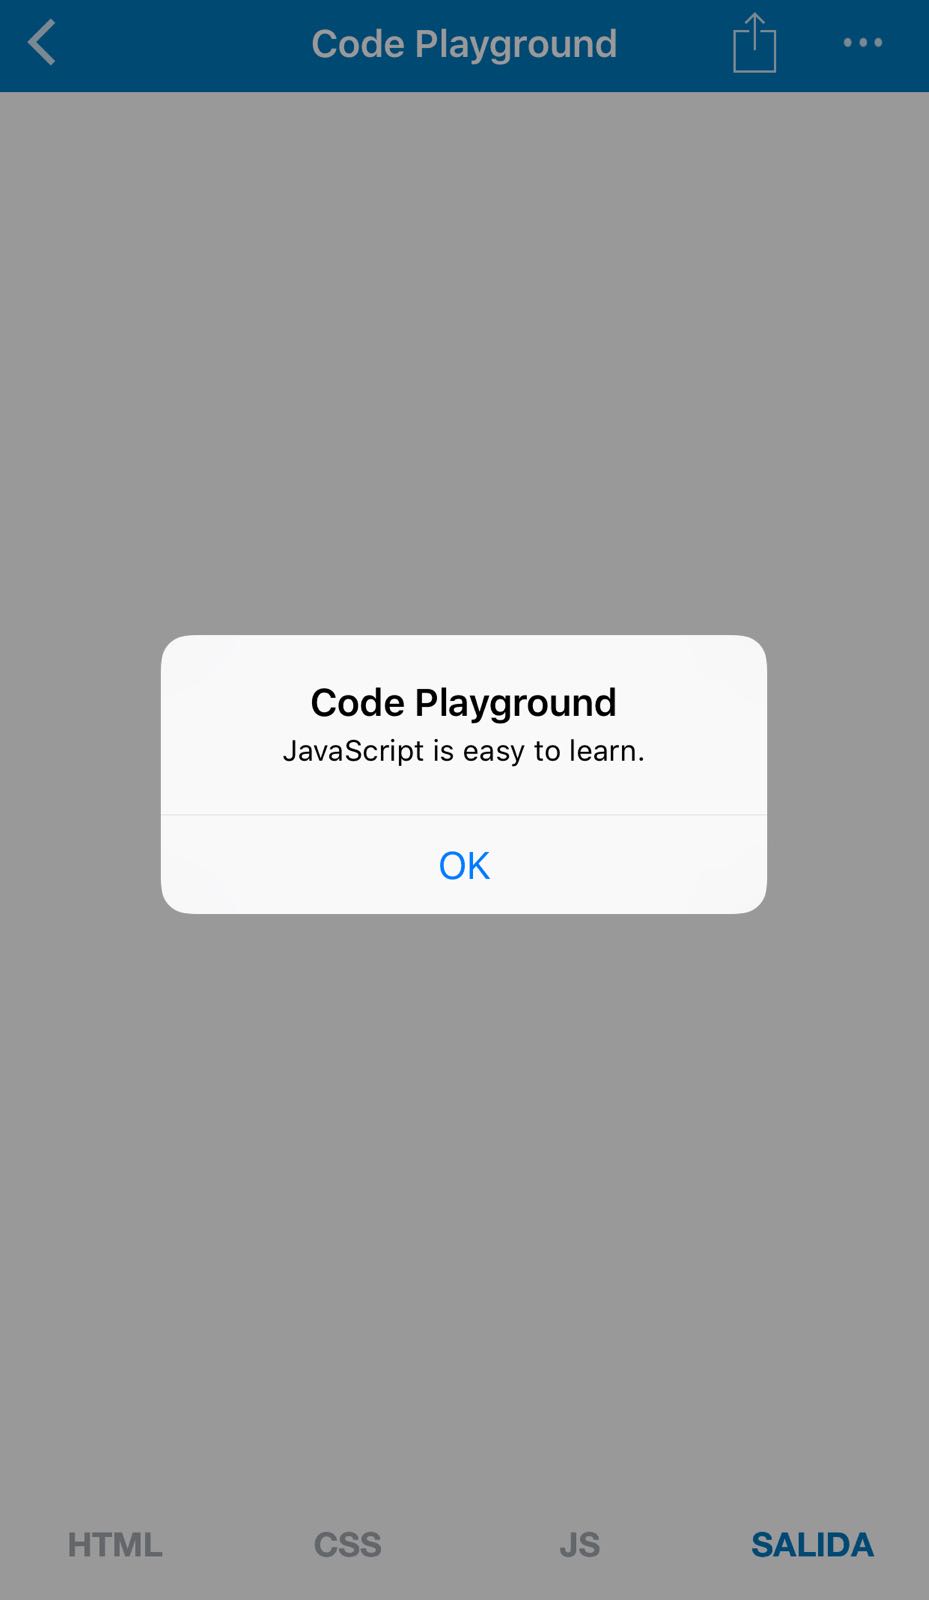 Code Playground
Code Playground
JavaScript is easy to learn.
OK
HTML CSS JS SALIDA